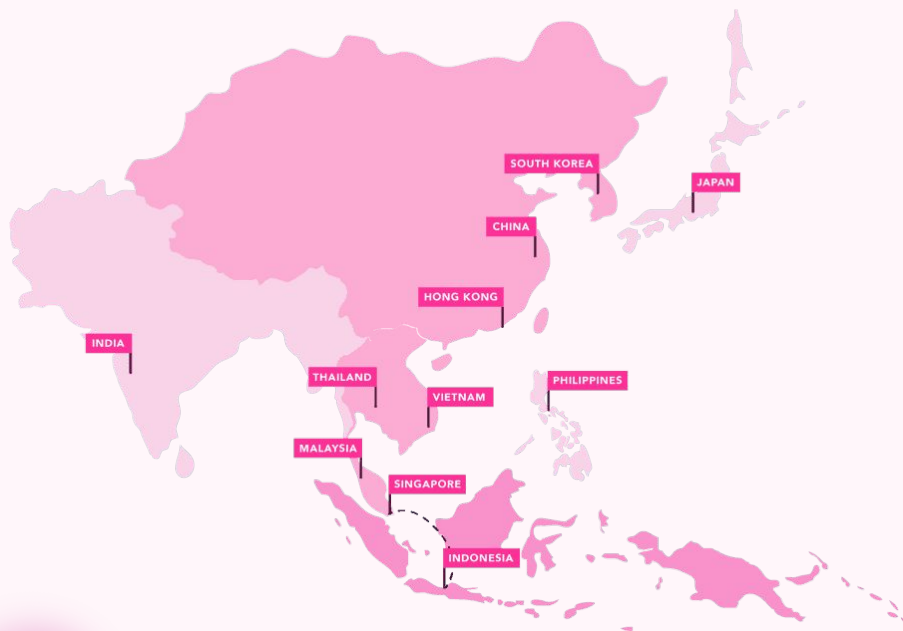 SOUTH KOREA
JAPAN
CHINA
HONG KONG
INDIA
THAILAND
PHILIPPINES
VIETNAM
MALAYSIA
SINGAPORE
INDONESIA